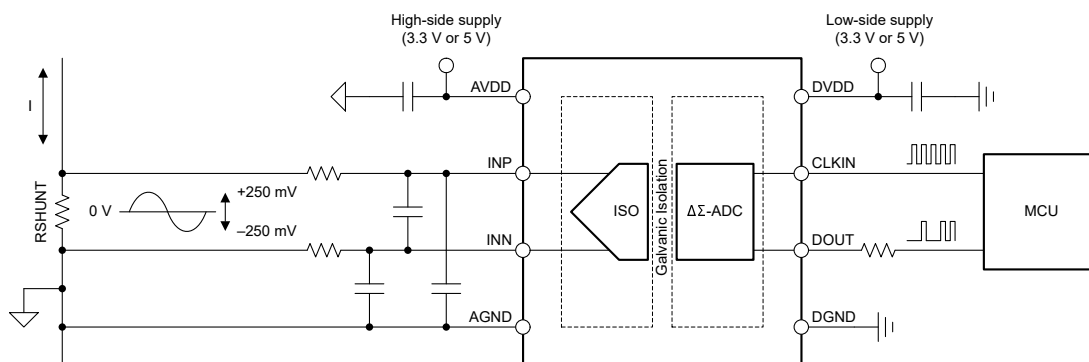 High-side supply
(3.3 V or 5 V)
Low-side supply
(3.3 V or 5 V)
AVDD
DVDD
I
INP
CLKIN
RSHUNT
0 V
+250 mV
–250 mV
ISO
Galvanic Isolation
ΔΣ-ADC
MCU
INN
DOUT
AGND
DGND